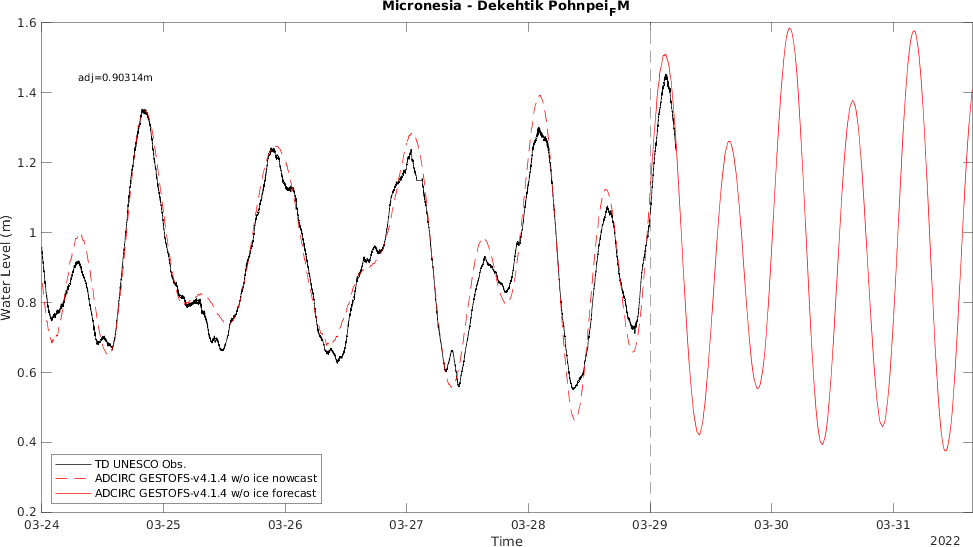 Micronesia - Dekehtik Pohnpei_FM
adj=0.90314m
Water Level (m)
1.6
1.4
1.2
1
0.8
0.6
0.4
0.2
TD UNESCO Obs.
ADCIRC GESTOFS-v4.1.4 w/o ice nowcast
ADCIRC GESTOFS-v4.1.4 w/o ice forecast
03-24 03-25 03-26 03-27 03-28 03-29 03-30 03-31
Time
2022